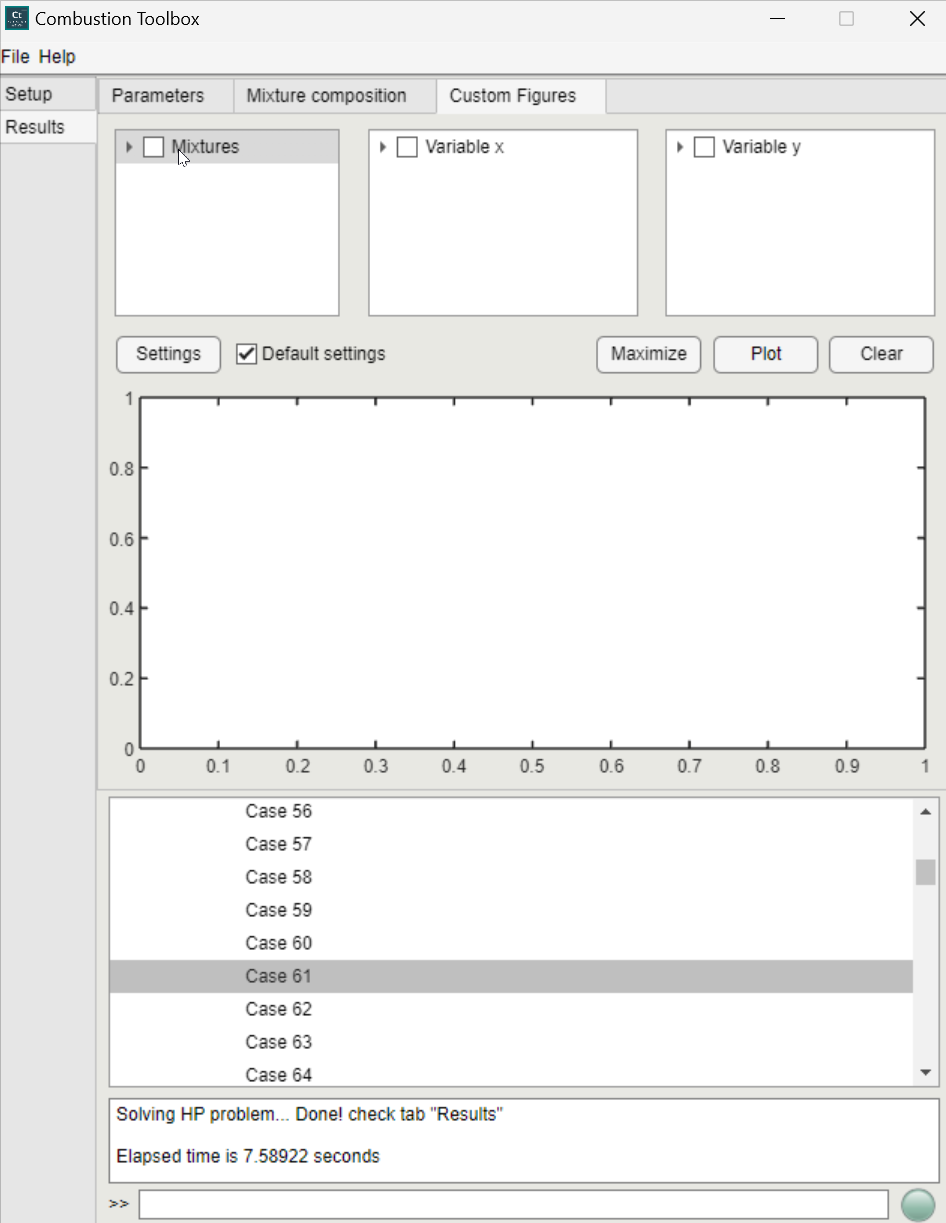 Ct
Combustion Toolbox
File Help
Setup
Results
Parameters
Mixture composition
Custom Figures
Mixtures
Variable x
Variable y
Settings
Default settings
Maximize
Plot
Clear
1
0.8
0.6
0.4
0.2
0
0 0.1 0.2 0.3 0.4 0.5 0.6 0.7 0.8 0.9 1
Case 56
Case 57
Case 58
Case 59
Case 60
Case 61
Case 62
Case 63
Case 64
Solving HP problem... Done! check tab "Results"
Elapsed time is 7.58922 seconds
>>